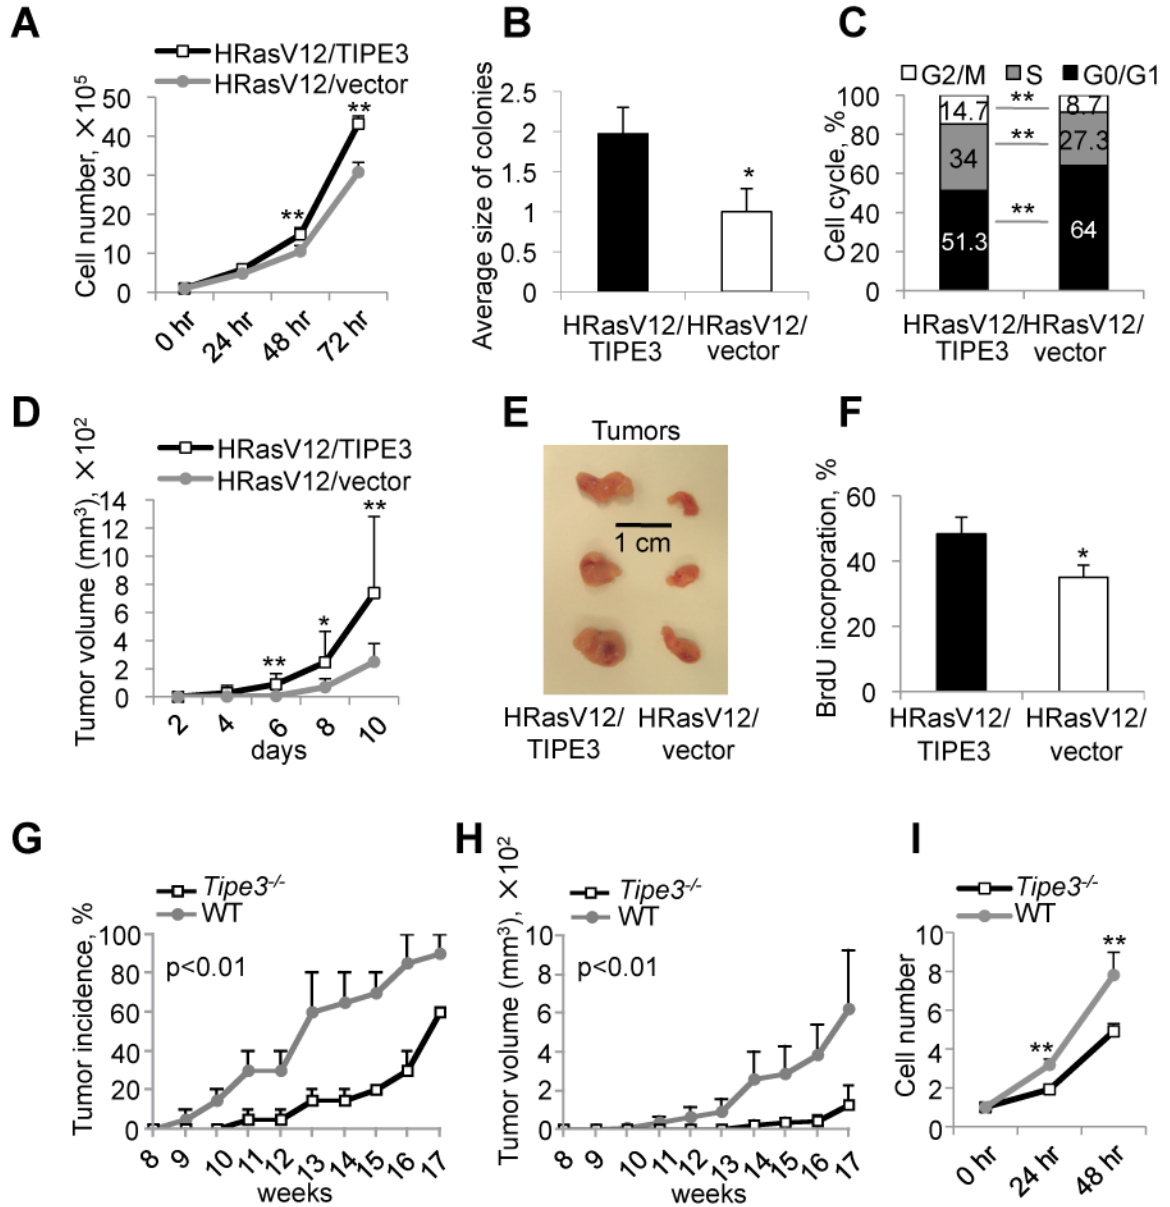 A
HRasV12/TIPE3
HRasV12/vector
Cell number, ×10⁵
50
40
30
20
10
0
**
**
0 hr
24 hr
48 hr
72 hr
B
Average size of colonies
2.5
2
1.5
1
0.5
0
*
HRasV12/
TIPE3
HRasV12/
vector
C
G2/M S G0/G1
Cell cycle, %
100
80
60
40
20
0
14.7 ** 8.7
34 ** 27.3
51.3 ** 64
HRasV12/
TIPE3
HRasV12/
vector
D
HRasV12/TIPE3
HRasV12/vector
Tumor volume (mm³), ×10²
14
12
10
8
6
4
2
0
**
*
**
2 4 6 8 10
days
E
Tumors
1 cm
HRasV12/
TIPE3
HRasV12/
vector
F
BrdU incorporation, %
60
40
20
0
*
HRasV12/
TIPE3
HRasV12/
vector
G
Tipe3⁻/⁻
WT
Tumor incidence, %
100
80
60
40
20
0
p<0.01
8 9 10 11 12 13 14 15 16 17
weeks
H
Tipe3⁻/⁻
WT
Tumor volume (mm³), ×10²
10
8
6
4
2
0
p<0.01
8 9 10 11 12 13 14 15 16 17
weeks
I
Tipe3⁻/⁻
WT
Cell number
10
8
6
4
2
0
**
**
0 hr
24 hr
48 hr